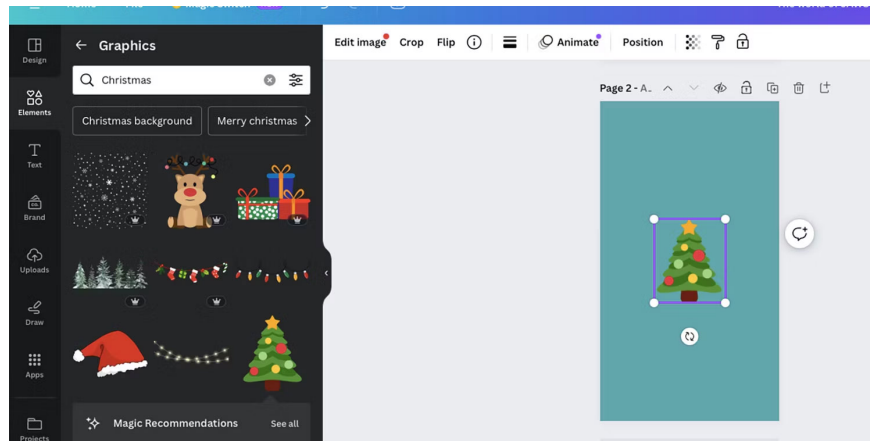 Design
Elements
Text
Brand
Uploads
Draw
Apps
Projects
Graphics
Christmas
Christmas background
Merry christmas
Magic Recommendations
See all
Edit image
Crop
Flip
Animate
Position
Page 2 - A..